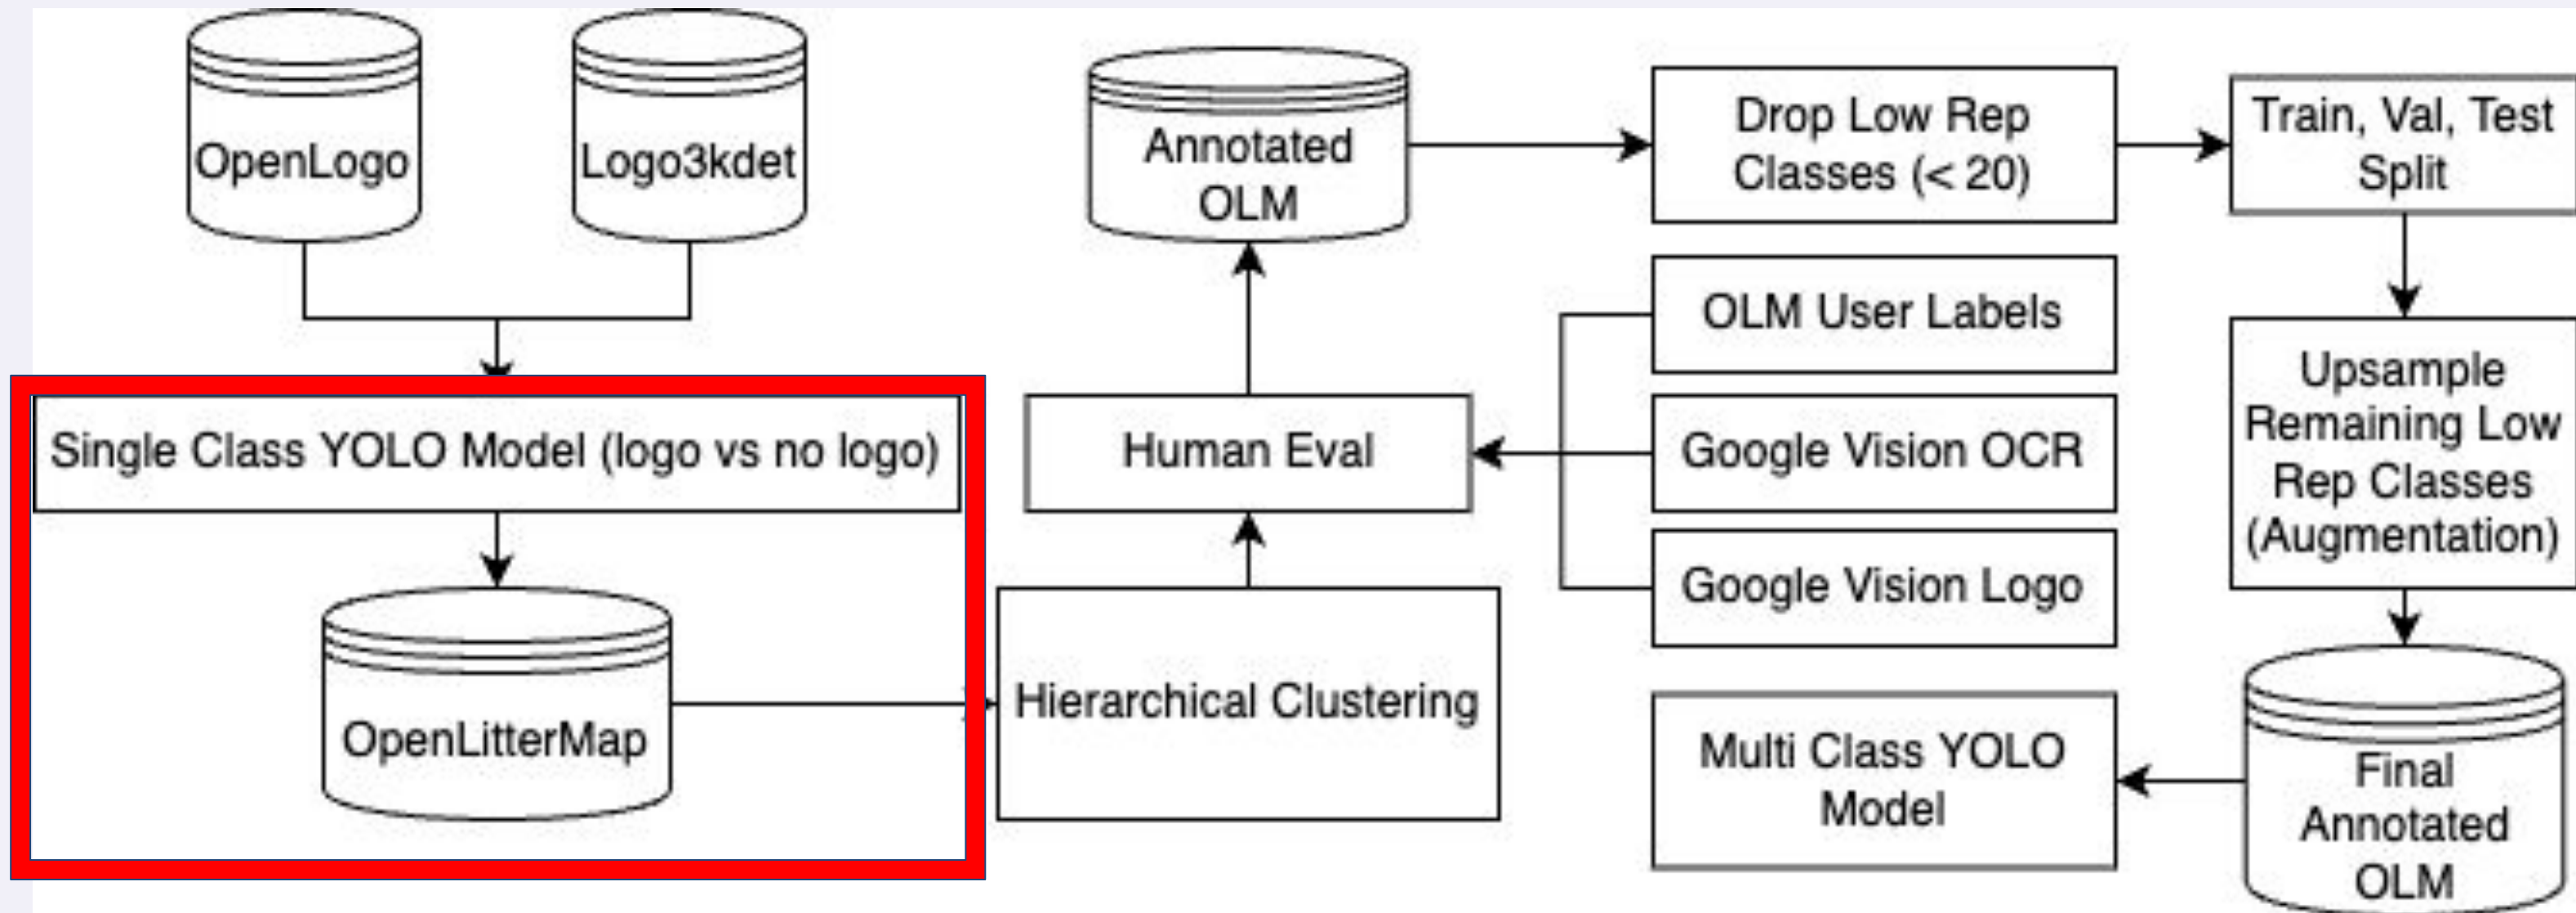 OpenLogo
Logo3kdet
Single Class YOLO Model (logo vs no logo)
OpenLitterMap
Hierarchical Clustering
Human Eval
OLM User Labels
Google Vision OCR
Google Vision Logo
Annotated
OLM
Drop Low Rep
Classes (< 20)
Train, Val, Test
Split
Upsample
Remaining Low
Rep Classes
(Augmentation)
Final
Annotated
OLM
Multi Class YOLO
Model